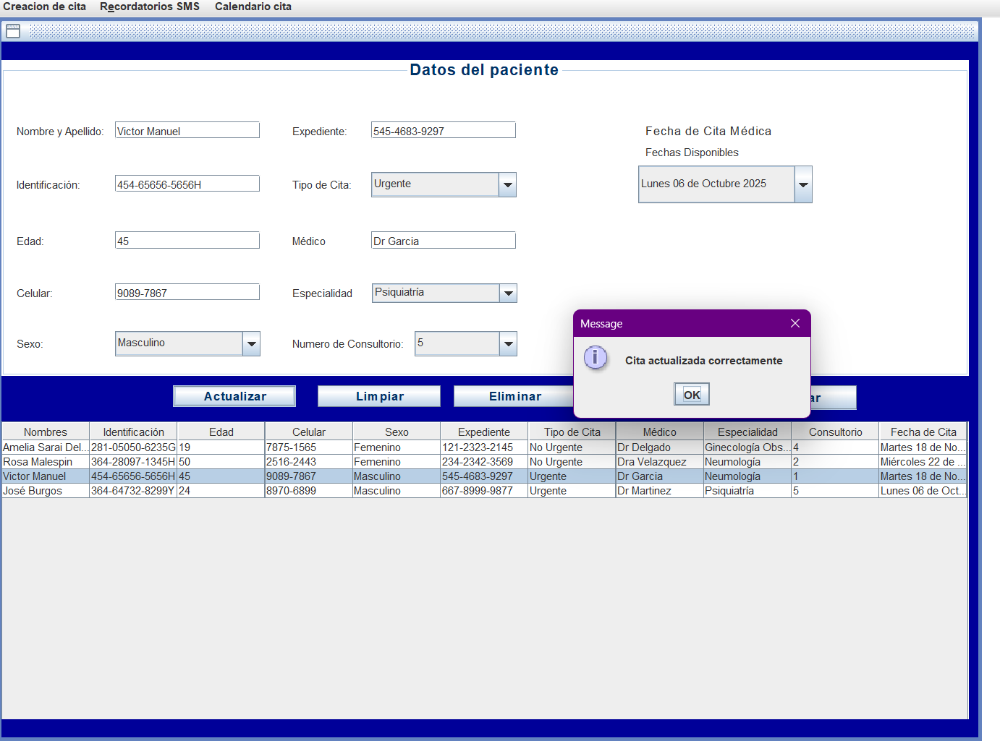 Creacion de cita Recordatorios SMS Calendario cita
Datos del paciente
Nombre y Apellido: Victor Manuel Expediente: 545-4683-9297 Fecha de Cita Médica
Fechas Disponibles
Identificación: 454-65656-5656H Tipo de Cita: Urgente Lunes 06 de Octubre 2025
Edad: 45 Médico Dr Garcia
Celular: 9089-7867 Especialidad Psiquiatría
Sexo: Masculino Numero de Consultorio: 5
Message
Cita actualizada correctamente
OK
Actualizar Limpiar Eliminar ar
Nombres Identificación Edad Celular Sexo Expediente Tipo de Cita Médico Especialidad Consultorio Fecha de Cita
Amelia Sarai Del... 281-05050-6235G 19 7875-1565 Femenino 121-2323-2145 No Urgente Dr Delgado Ginecología Obs... 4 Martes 18 de No...
Rosa Malespin 364-28097-1345H 50 2516-2443 Femenino 234-2342-3569 No Urgente Dra Velazquez Neumología 2 Miércoles 22 de ...
Victor Manuel 454-65656-5656H 45 9089-7867 Masculino 545-4683-9297 Urgente Dr Garcia Neumología 1 Martes 18 de No...
José Burgos 364-64732-8299Y 24 8970-6899 Masculino 667-8999-9877 Urgente Dr Martinez Psiquiatría 5 Lunes 06 de Oct...